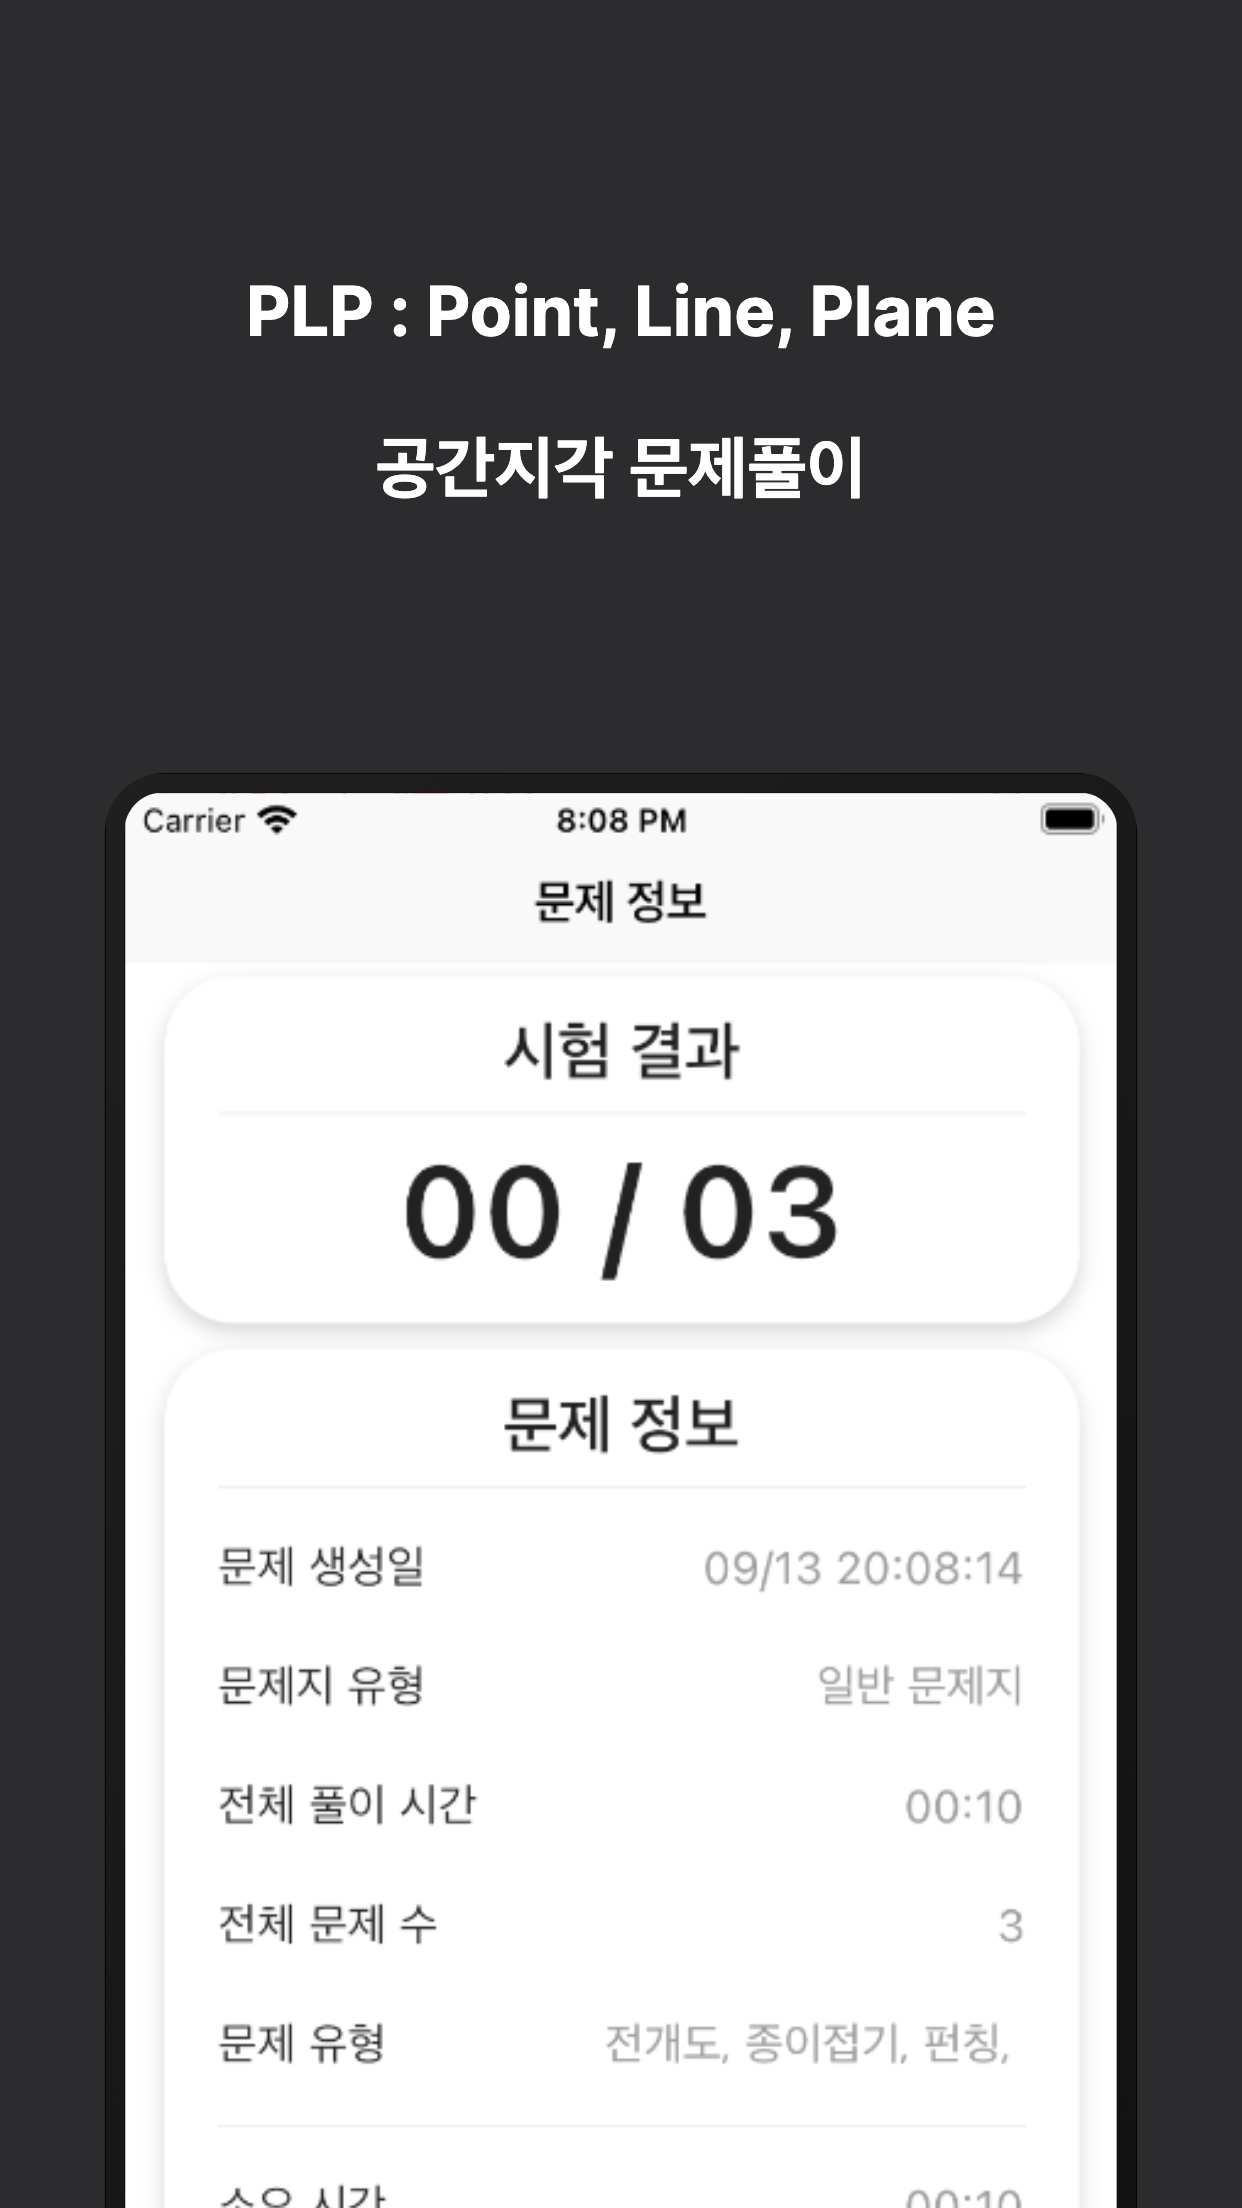 PLP : Point, Line, Plane
공간지각 문제풀이
Carrier 8:08 PM
문제 정보
시험 결과
00 / 03
문제 정보
문제 생성일 09/13 20:08:14
문제지 유형 일반 문제지
전체 풀이 시간 00:10
전체 문제 수 3
문제 유형 전개도, 종이접기, 펀칭,
소요 시간 00:10